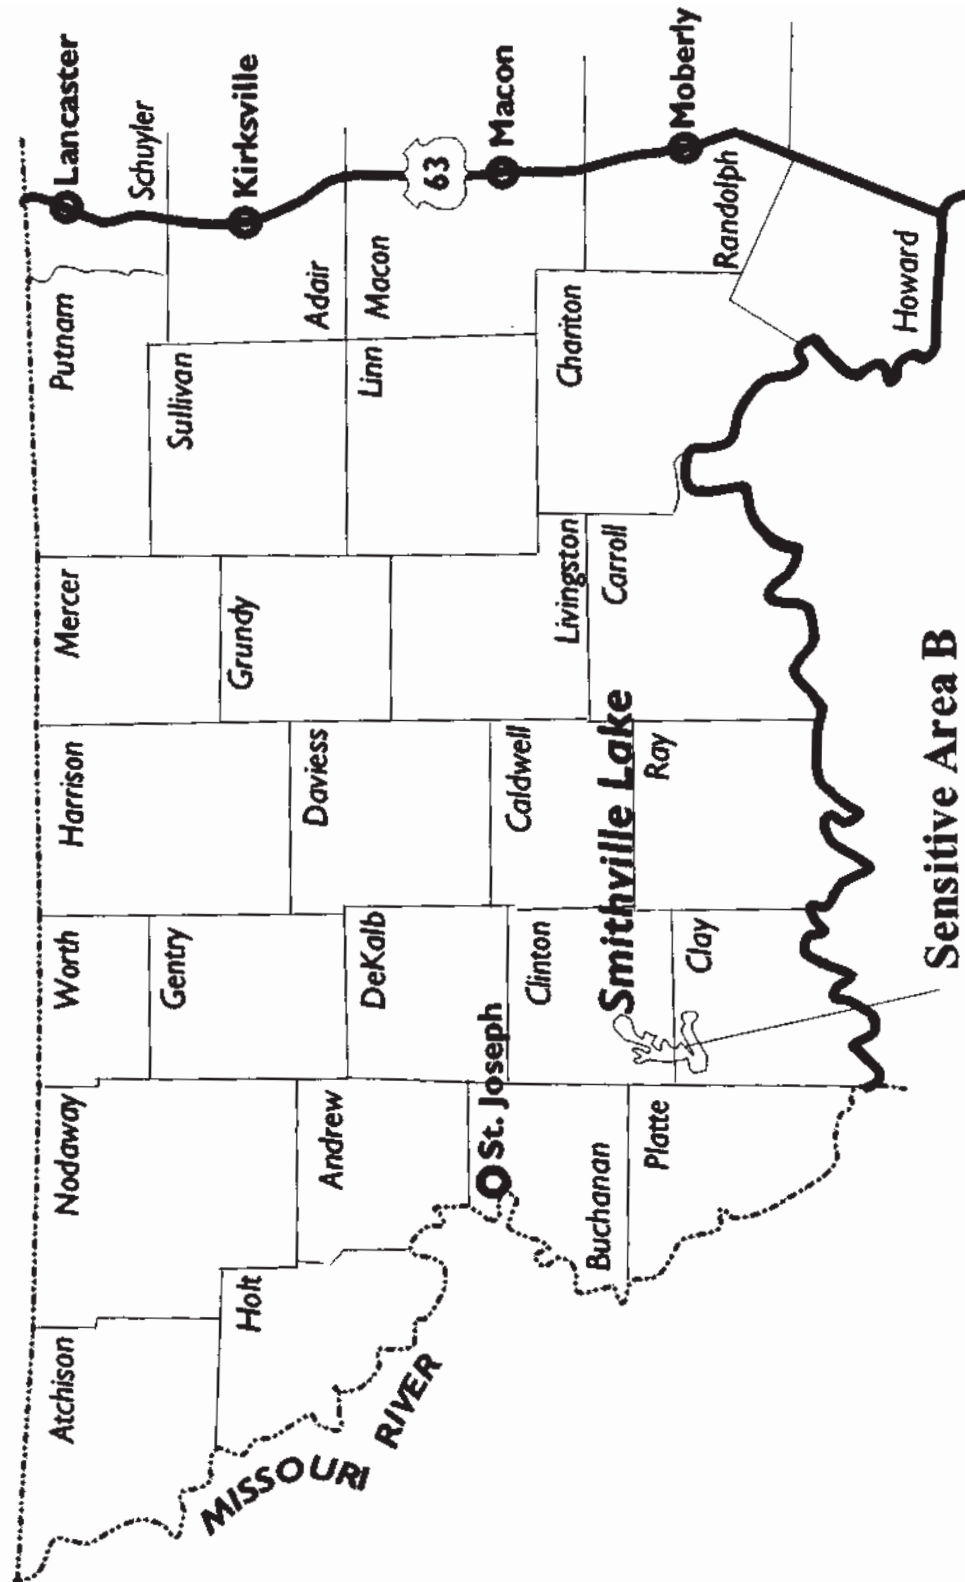 Atchison
Nodaway
Worth
Harrison
Mercer
Putnam
Lancaster
Schuyler
Gentry
Sullivan
Kirksville
Holt
Grundy
Adair
Andrew
DeKalb
Daviess
Linn
Macon
63
MISSOURI
RIVER
St. Joseph
Clinton
Caldwell
Livingston
Chariton
Macon
Buchanan
Smithville Lake
Carroll
Platte
Clay
Ray
Randolph
Moberly
Howard
Sensitive Area B